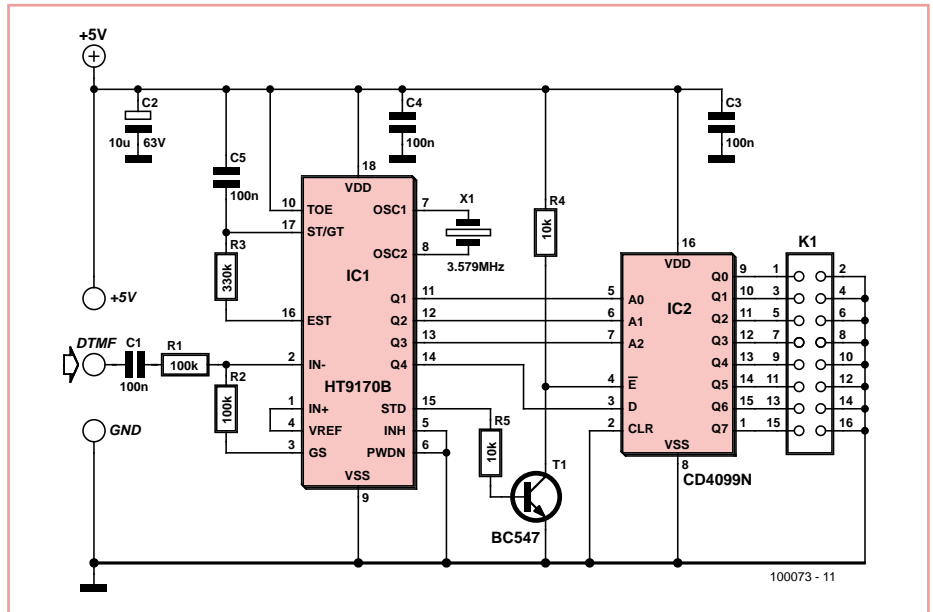 +5V
C2
10u 63V
C5
100n
C4
100n
C3
100n
18
VDD
10 TOE OSC1 7
X1
17 ST/GT
R3
330k
OSC2 8
3.579MHz
R4
10k
IC1
16 EST
Q1 11
Q2 12
Q3 13
Q4 14
+5V
DTMF C1 R1
100n 100k
2 IN-
R2
100k
HT9170B
1 IN+ STD 15
4 VREF INH 5
3 GS PWDN 6
VSS
9
R5
10k
T1
BC547
GND
16
VDD
K1
IC2
5 A0
6 A1
7 A2
4 E
3 D
2 CLR
Q0 9 1 2
Q1 10 3 4
Q2 11 5 6
Q3 12 7 8
Q4 13 9 10
Q5 14 11 12
Q6 15 13 14
Q7 1 15 16
VSS
8
CD4099N
100073 - 11